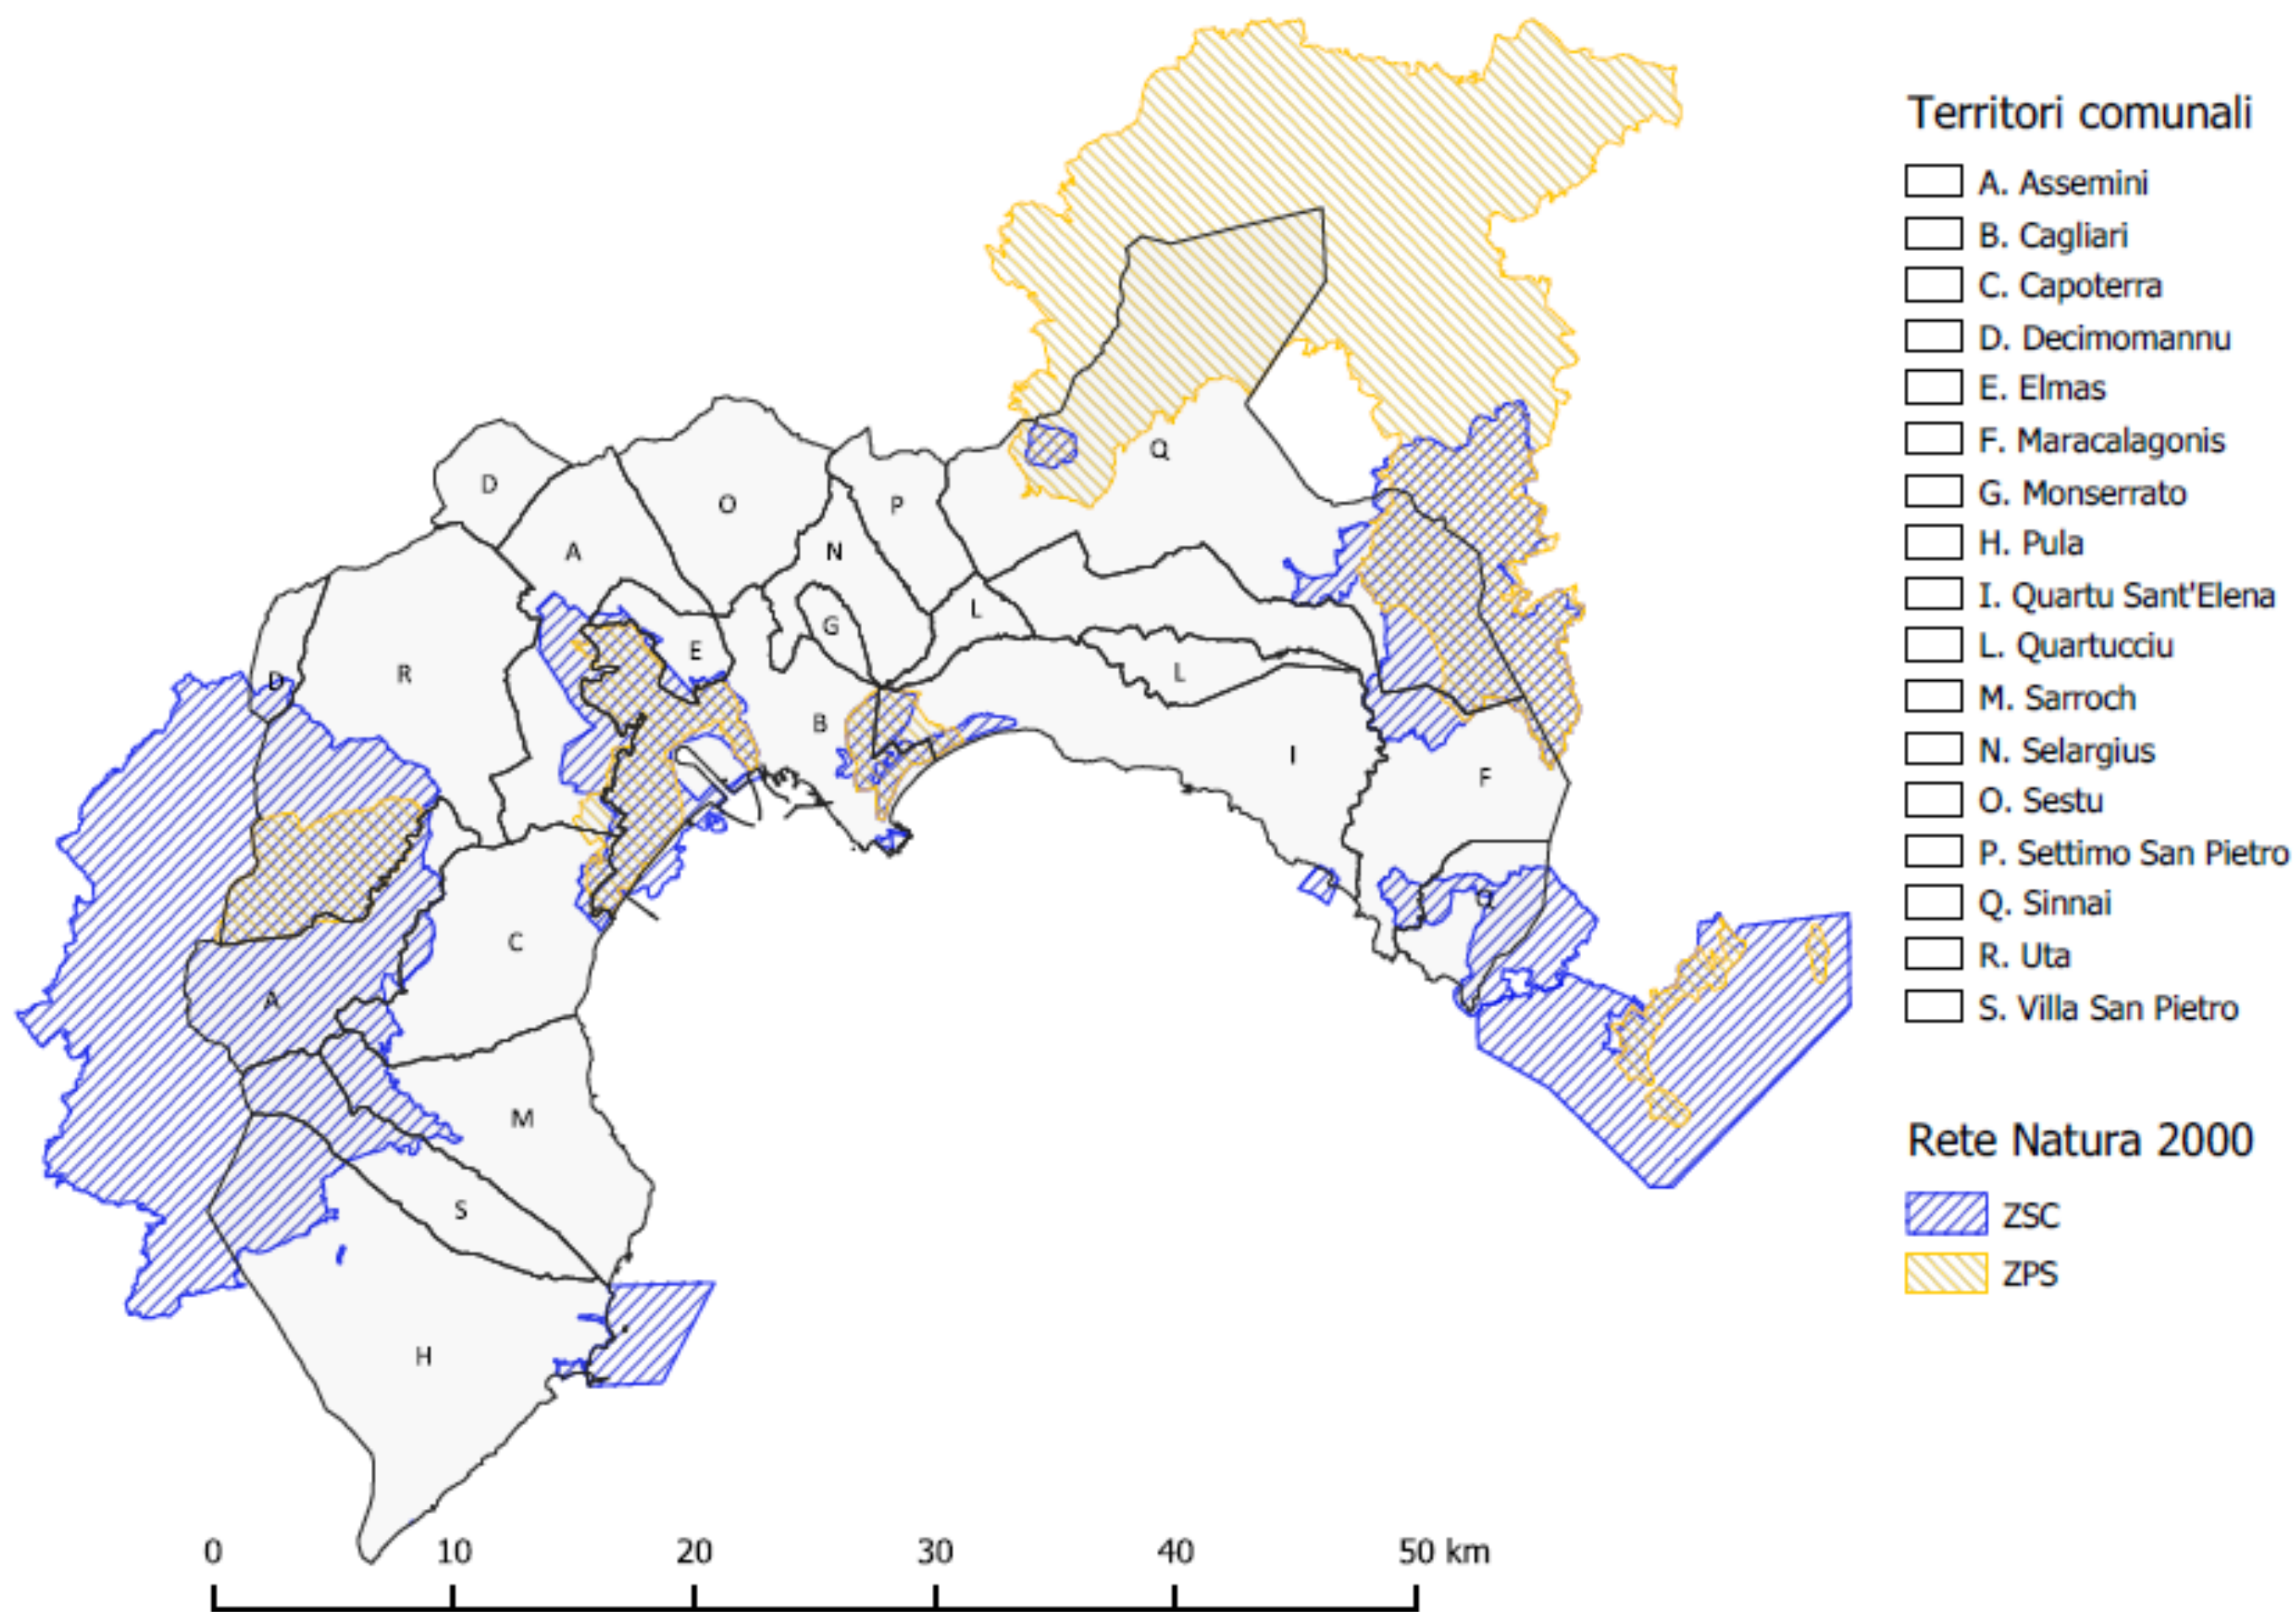 Territori comunali
A. Assemini
B. Cagliari
C. Capoterra
D. Decimomannu
E. Elmas
F. Maracalagonis
G. Monserrato
H. Pula
I. Quartu Sant'Elena
L. Quartucciu
M. Sarroch
N. Selargius
O. Sestu
P. Settimo San Pietro
Q. Sinnai
R. Uta
S. Villa San Pietro
Rete Natura 2000
ZSC
ZPS
Q
D
O
P
A
N
L
G
E
R
D
L
B
I
F
Q
C
A
M
S
H
0 10 20 30 40 50 km